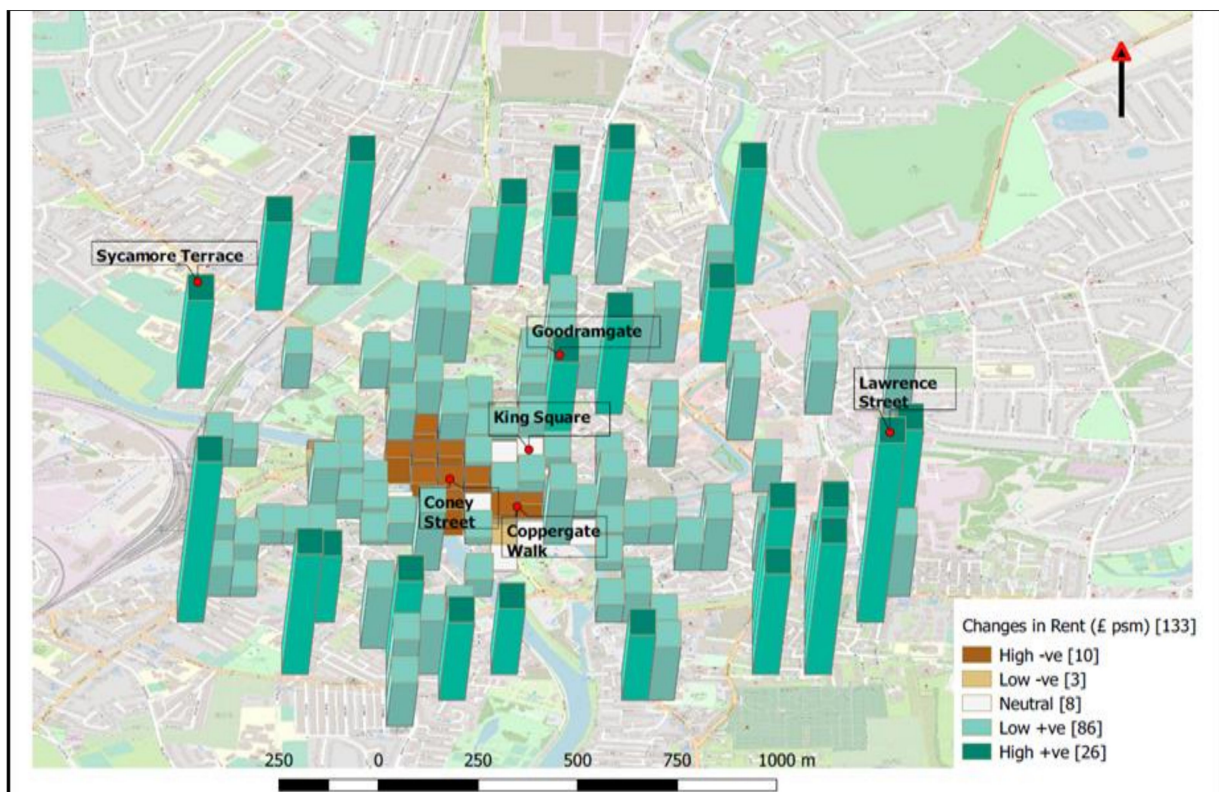 Sycamore Terrace
Goodramgate
Lawrence
Street
King Square
Coney
Street
Coppergate
Walk
Changes in Rent (£ psm) [133]
High -ve [10]
Low -ve [3]
Neutral [8]
Low +ve [86]
High +ve [26]
250 0 250 500 750 1000 m